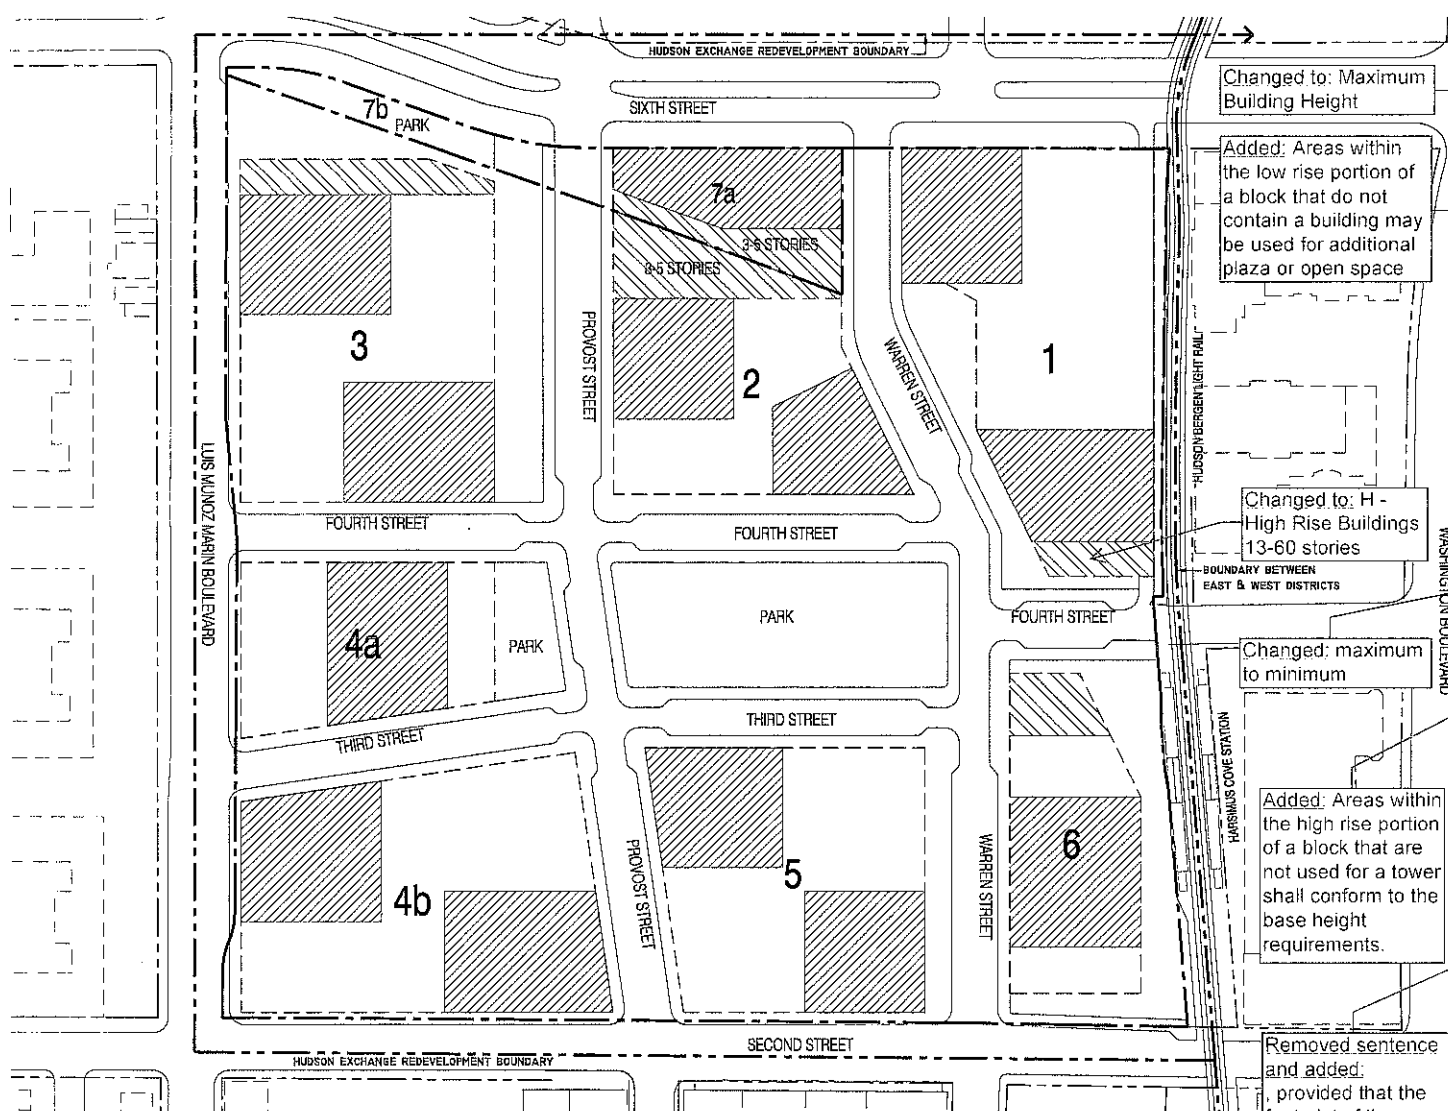 HUDSON EXCHANGE REDEVELOPMENT BOUNDARY
Changed to: Maximum
Building Height
SIXTH STREET
7b
PARK
Added: Areas within
the low rise portion of
a block that do not
contain a building may
be used for additional
plaza or open space
7a
3-5 STORIES
3-5 STORIES
3
PROVOST STREET
2
WARREN STREET
1
HUDSON BERGEN LIGHT RAIL
LUIS MUNOZ MARIN BOULEVARD
Changed to: H -
High Rise Buildings
13-60 stories
FOURTH STREET
FOURTH STREET
BOUNDARY BETWEEN
EAST & WEST DISTRICTS
WASHINGTON BOULEVARD
FOURTH STREET
PARK
4a
PARK
Changed: maximum
to minimum
THIRD STREET
THIRD STREET
HARSIMUS COVE STATION
Added: Areas within
the high rise portion
of a block that are
not used for a tower
shall conform to the
base height
requirements.
6
5
4b
PROVOST STREET
WARREN STREET
SECOND STREET
HUDSON EXCHANGE REDEVELOPMENT BOUNDARY
Removed sentence
and added:
, provided that the